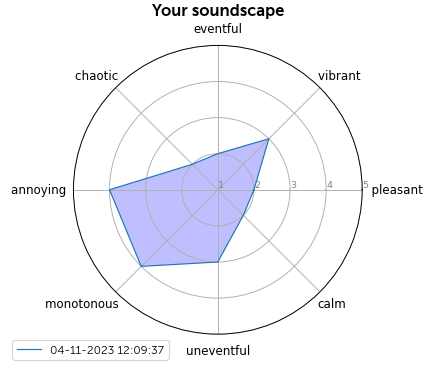 Your soundscape
eventful
chaotic
vibrant
annoying
1 2 3 4 5
pleasant
monotonous
calm
uneventful
04-11-2023 12:09:37